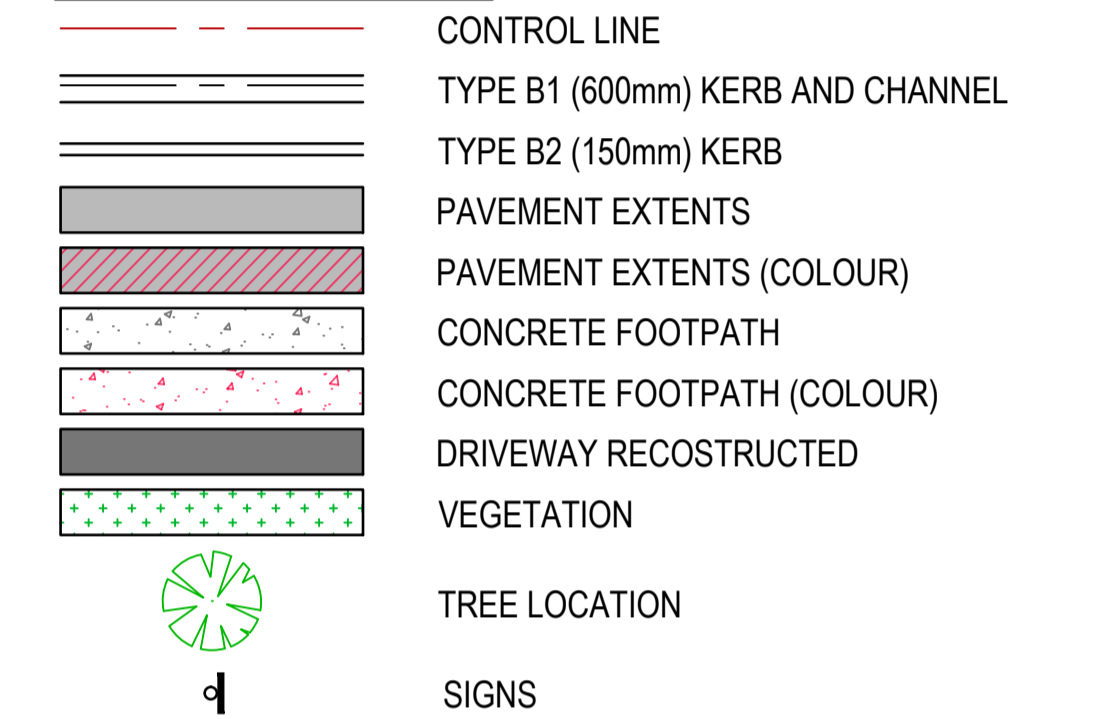 CONTROL LINE
TYPE B1 (600mm) KERB AND CHANNEL
TYPE B2 (150mm) KERB
PAVEMENT EXTENTS
PAVEMENT EXTENTS (COLOUR)
CONCRETE FOOTPATH
CONCRETE FOOTPATH (COLOUR)
DRIVEWAY RECOSTRUCTED
VEGETATION
TREE LOCATION
SIGNS